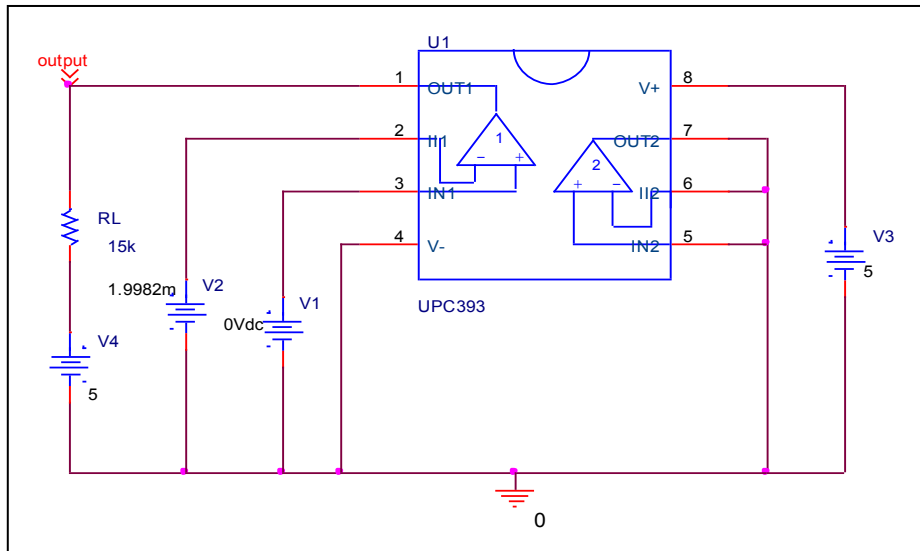 U1
output
1
OUT1
V+
8
2
II1
1
OUT2
7
- +
2
+ -
3
IN1
II2
6
4
V-
IN2
5
RL
15k
V3
5
1.9982m
V2
V1
0Vdc
UPC393
V4
5
0